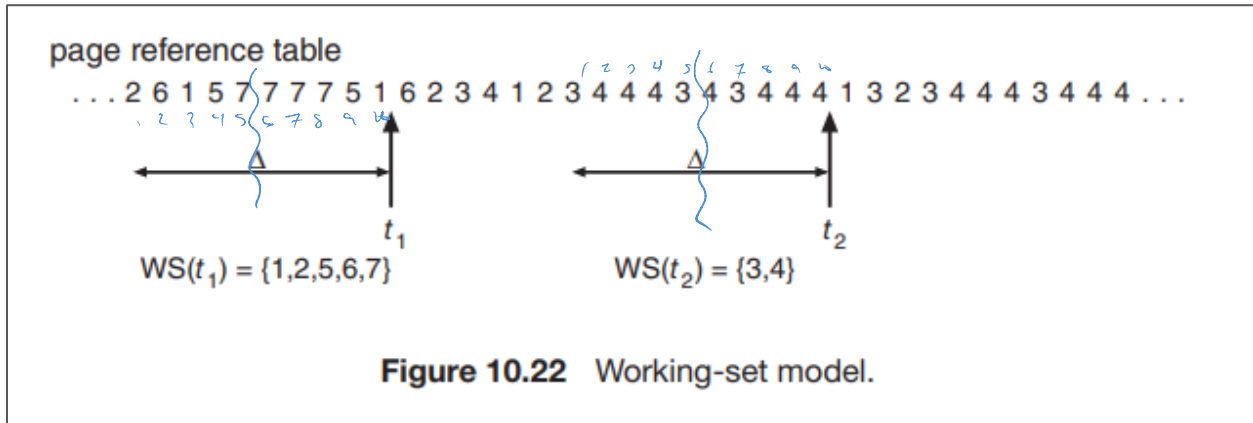 page reference table
1 2 3 4 5 6 7 8 9 10
. . . 2 6 1 5 7 7 7 7 5 1 6 2 3 4 1 2 3 4 4 4 3 4 3 4 4 4 1 3 2 3 4 4 4 3 4 4 4 . . .
1 2 3 4 5 6 7 8 9 10
Δ Δ
t1 t2
WS(t1) = {1,2,5,6,7} WS(t2) = {3,4}
Figure 10.22 Working-set model.